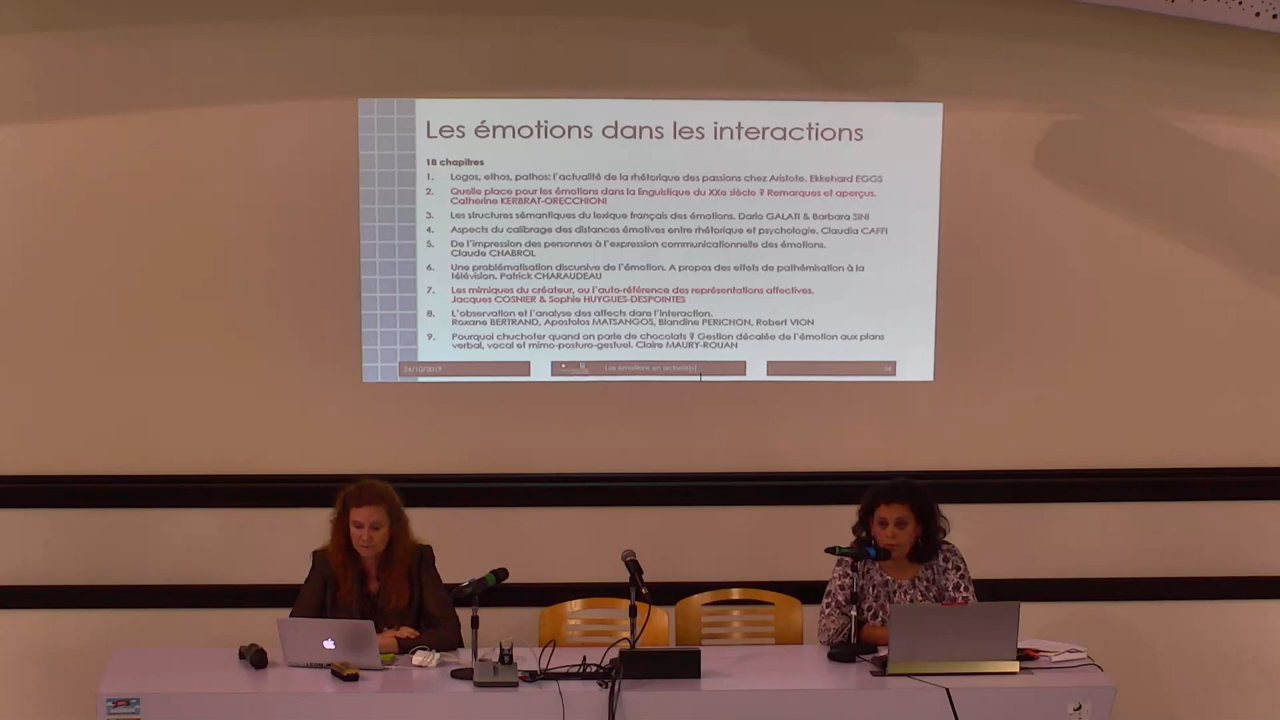 Les émotions dans les interactions
18 chapitres
1. Logos, ethos, pathos: l'actualité de la rhétorique des passions chez Aristote. Ekkehard EGGS
2. Quelle place pour les émotions dans la linguistique du XXe siècle ? Remarques et aperçus.
Catherine KERBRAT-ORECCHIONI
3. Les structures sémantiques du lexique français des émotions. Dario GALATI & Barbara SINI
4. Aspects du calibrage des distances émotives entre rhétorique et psychologie. Claudia CAFFI
5. De l'impression des personnes à l'expression communicationnelle des émotions.
Claude CHABROL
6. Une problématisation discursive de l'émotion. A propos des effets de pathémisation à la
télévision. Patrick CHARAUDEAU
7. Les mimiques du créateur, ou l'auto-référence des représentations affectives.
Jacques COSNIER & Sophie HUYGUES-DESPOINTES
8. L'observation et l'analyse des affects dans l'interaction.
Roxane BERTRAND, Apostolos MATSANGOS, Blandine PERICHON, Robert VION
9. Pourquoi chuchoter quand on parle de chocolats ? Gestion décalée de l'émotion aux plans
verbal, vocal et mimo-posturo-gestuel. Claire MAURY-ROUAN
24/10/2019
Les émotions en